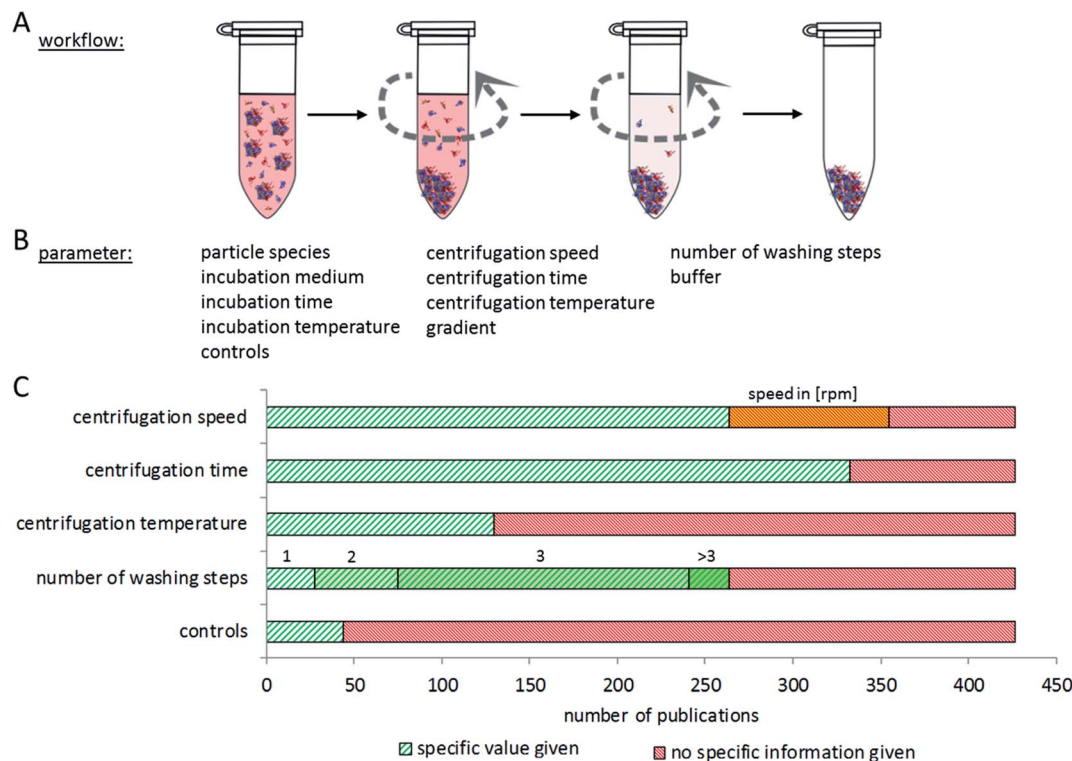 A
workflow:
B
parameter:
particle species
incubation medium
incubation time
incubation temperature
controls
centrifugation speed
centrifugation time
centrifugation temperature
gradient
number of washing steps
buffer
C
speed in [rpm]
centrifugation speed
centrifugation time
centrifugation temperature
1 2 3 >3
number of washing steps
controls
0 50 100 150 200 250 300 350 400 450
number of publications
specific value given no specific information given